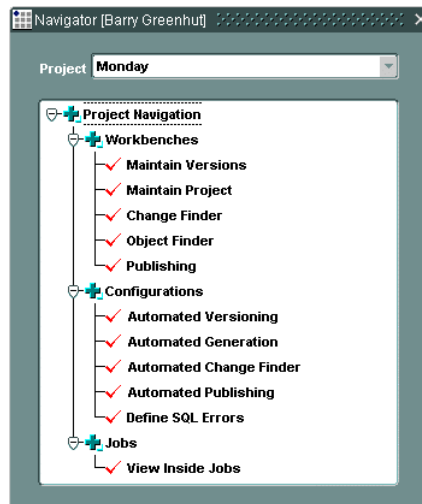 Navigator [Barry Greenhut]
Project Monday
Project Navigation
Workbenches
Maintain Versions
Maintain Project
Change Finder
Object Finder
Publishing
Configurations
Automated Versioning
Automated Generation
Automated Change Finder
Automated Publishing
Define SQL Errors
Jobs
View Inside Jobs